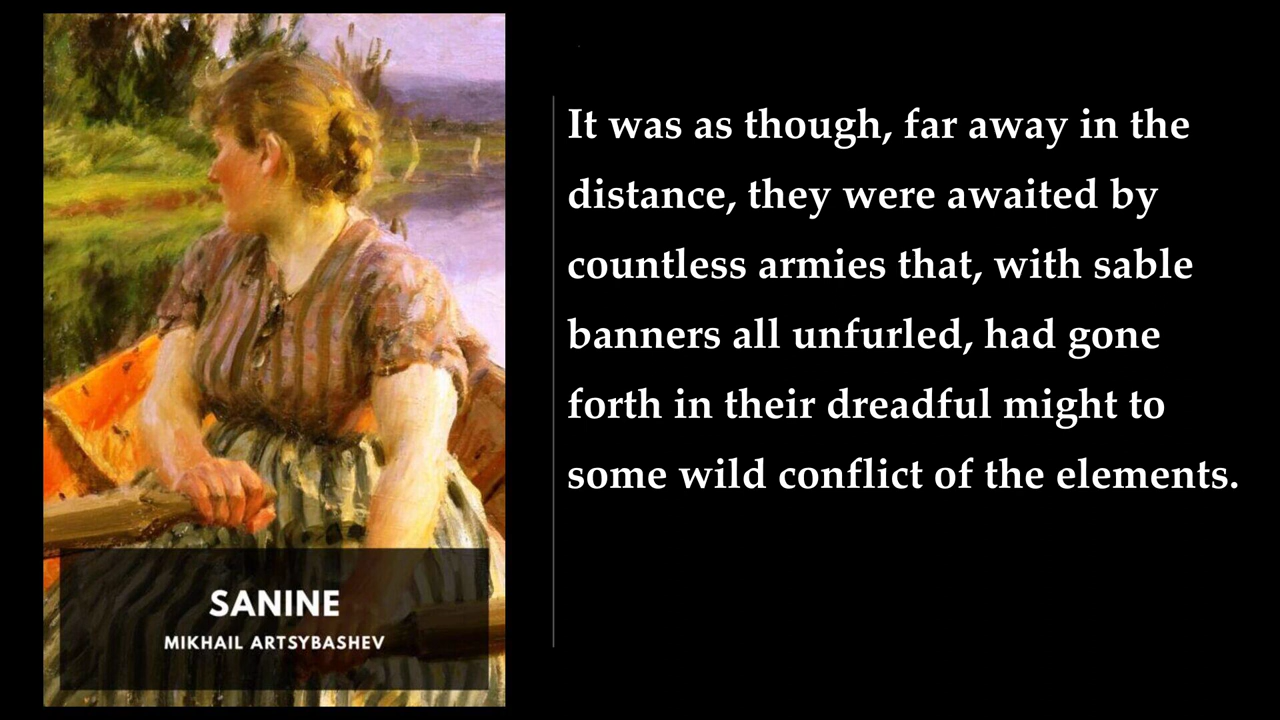 SANINE
MIKHAIL ARTSYBASHEV
It was as though, far away in the
distance, they were awaited by
countless armies that, with sable
banners all unfurled, had gone
forth in their dreadful might to
some wild conflict of the elements.